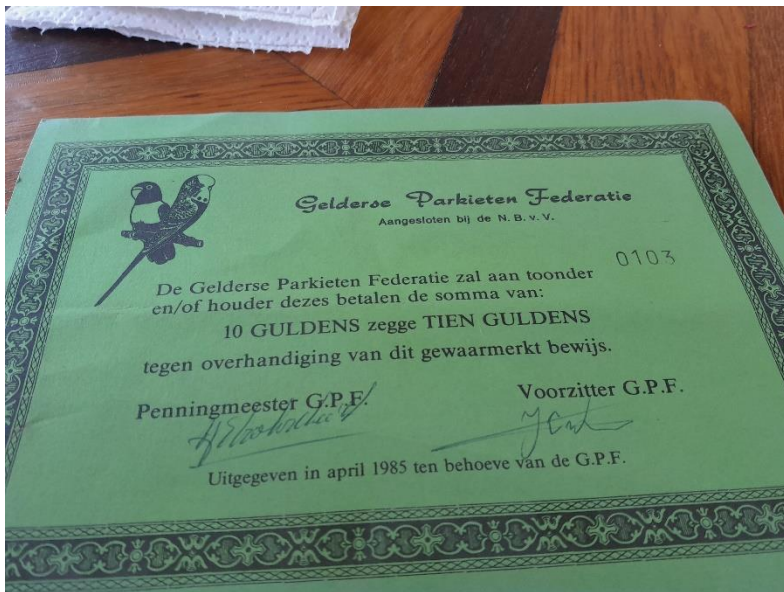 Gelderse Parkieten Federatie
Aangesloten bij de N.B.v.V.
0103
De Gelderse Parkieten Federatie zal aan toonder
en/of houder dezes betalen de somma van:
10 GULDENS zegge TIEN GULDENS
tegen overhandiging van dit gewaarmerkt bewijs.
Penningmeester G.P.F.
Voorzitter G.P.F.
Uitgegeven in april 1985 ten behoeve van de G.P.F.